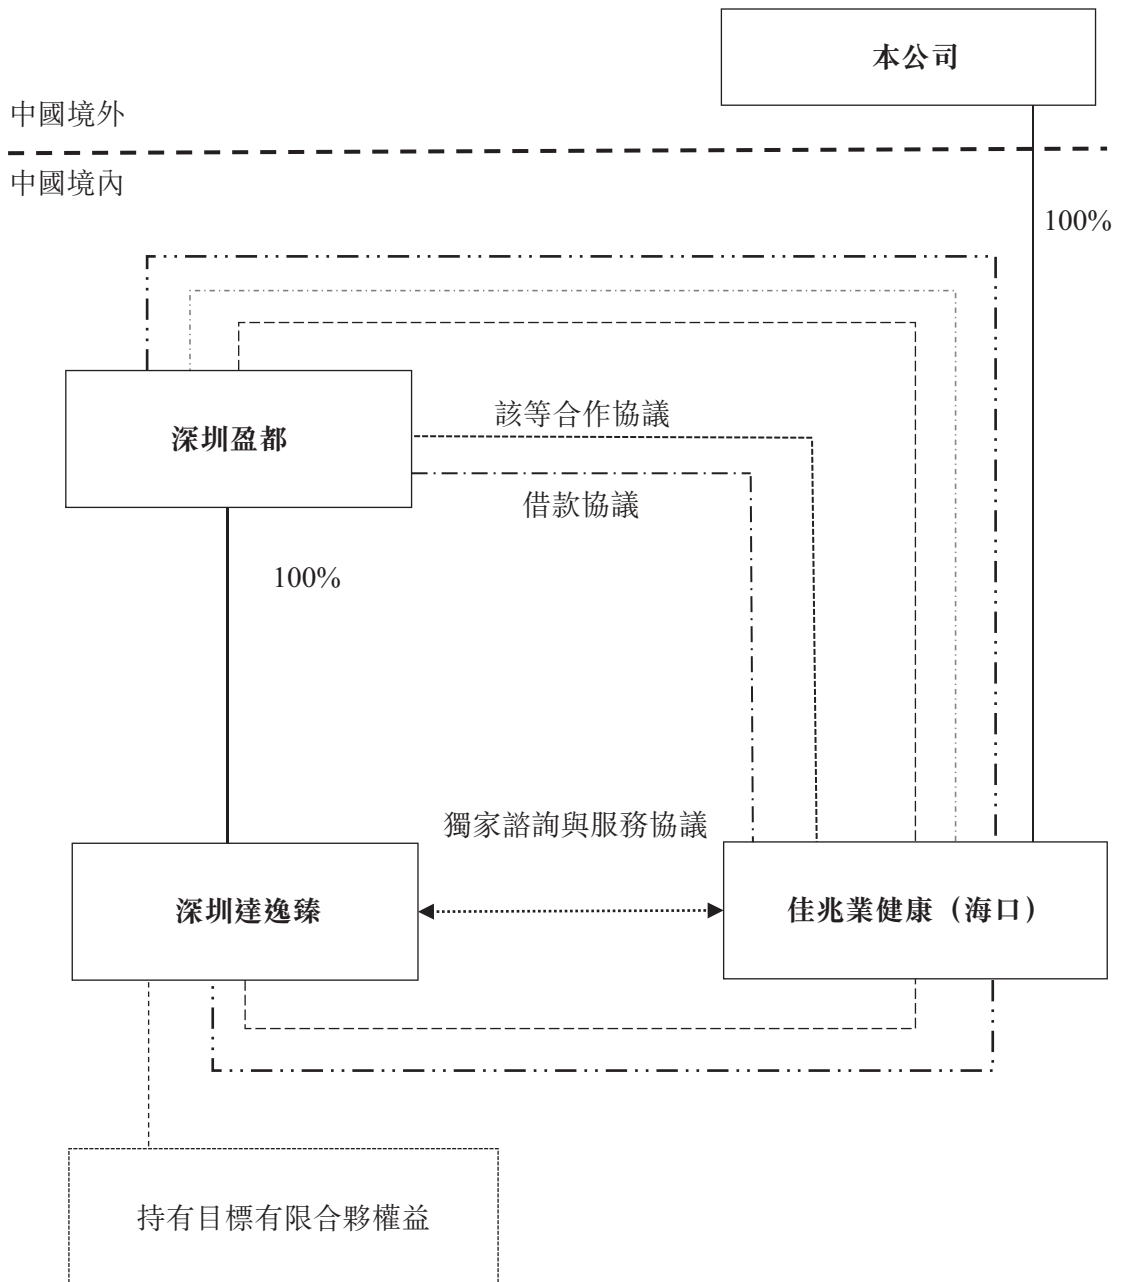 本公司
中國境外
中國境內
100%
該等合作協議
深圳盈都
借款協議
100%
獨家諮詢與服務協議
深圳達逸臻
佳兆業健康（海口）
持有目標有限合夥權益